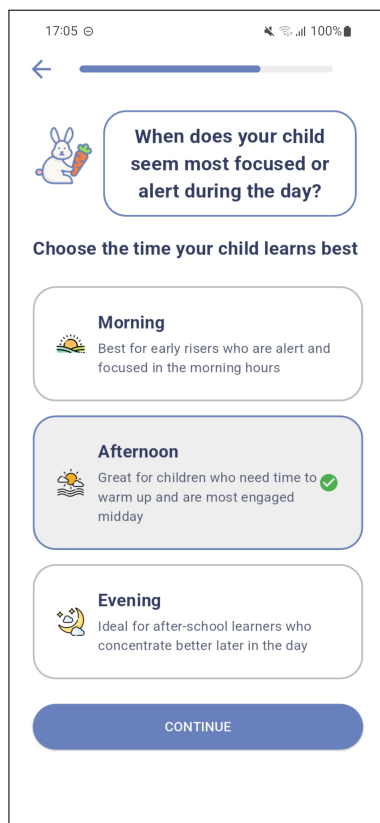 17:05
100%
When does your child
seem most focused or
alert during the day?
Choose the time your child learns best
Morning
Best for early risers who are alert and
focused in the morning hours
Afternoon
Great for children who need time to
warm up and are most engaged
midday
Evening
Ideal for after-school learners who
concentrate better later in the day
CONTINUE